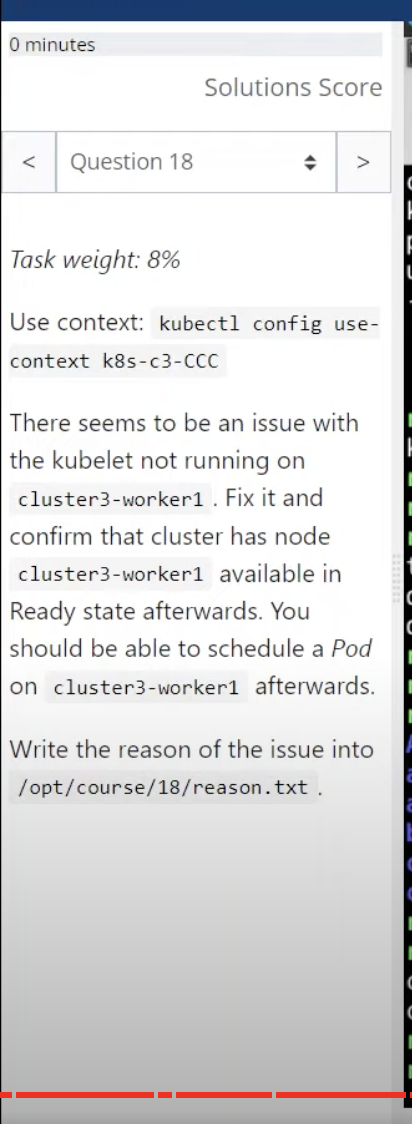 0 minutes
Solutions Score
< Question 18 >
Task weight: 8%
Use context: kubectl config use-
context k8s-c3-CCC
There seems to be an issue with
the kubelet not running on
cluster3-worker1. Fix it and
confirm that cluster has node
cluster3-worker1 available in
Ready state afterwards. You
should be able to schedule a Pod
on cluster3-worker1 afterwards.
Write the reason of the issue into
/opt/course/18/reason.txt.